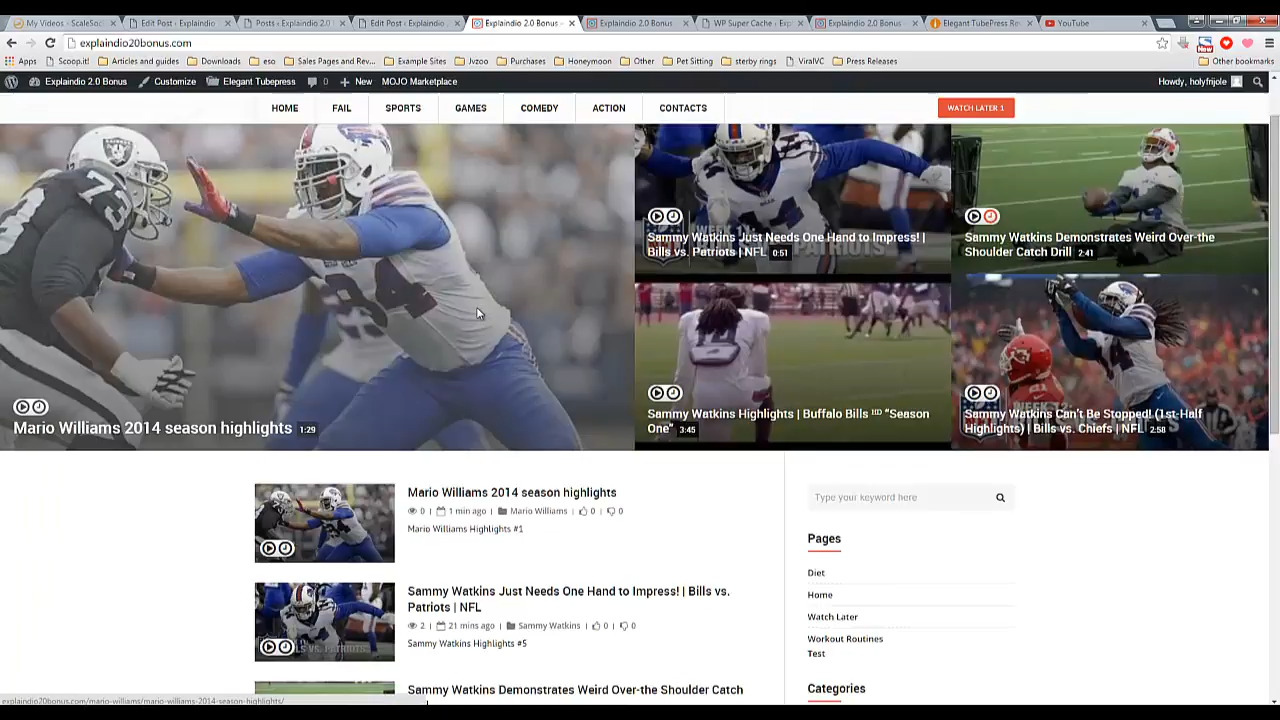 My Videos - ScaleSoc
Edit Post ‹ Explaindio
Posts ‹ Explaindio 2.0
Edit Post ‹ Explaindio
Explaindio 2.0 Bonus –
Explaindio 2.0 Bonus
WP Super Cache ‹ Exp
Explaindio 2.0 Bonus –
Elegant TubePress Re
YouTube
explaindio20bonus.com
Apps
Scoop.it!
Articles and guides
Downloads
eso
Sales Pages and Rev...
Jvzoo
Purchases
Example Sites
Honeymoon
Other
Pet Sitting
sterby rings
ViralVC
Press Releases
Other bookmarks
Explaindio 2.0 Bonus
Customize
Elegant Tubepress
0
New
MOJO Marketplace
Howdy, holyfrijole
HOME
FAIL
SPORTS
GAMES
COMEDY
ACTION
CONTACTS
WATCH LATER 1
Mario Williams 2014 season highlights 1:29
Sammy Watkins Just Needs One Hand to Impress! |
Bills vs. Patriots | NFL 0:51
Sammy Watkins Demonstrates Weird Over-the
Shoulder Catch Drill 2:41
Sammy Watkins Highlights | Buffalo Bills ᴴᴰ “Season
One” 3:45
Sammy Watkins Can’t Be Stopped! (1st-Half
Highlights) | Bills vs. Chiefs | NFL 2:58
Mario Williams 2014 season highlights
0 | 1 min ago | Mario Williams | 0 0
Mario Williams Highlights #1
Sammy Watkins Just Needs One Hand to Impress! | Bills vs.
Patriots | NFL
2 | 21 mins ago | Sammy Watkins | 0 0
Sammy Watkins Highlights #5
Sammy Watkins Demonstrates Weird Over-the Shoulder Catch
Type your keyword here
Pages
Diet
Home
Watch Later
Workout Routines
Test
Categories
explaindio20bonus.com/mario-williams/mario-williams-2014-season-highlights/